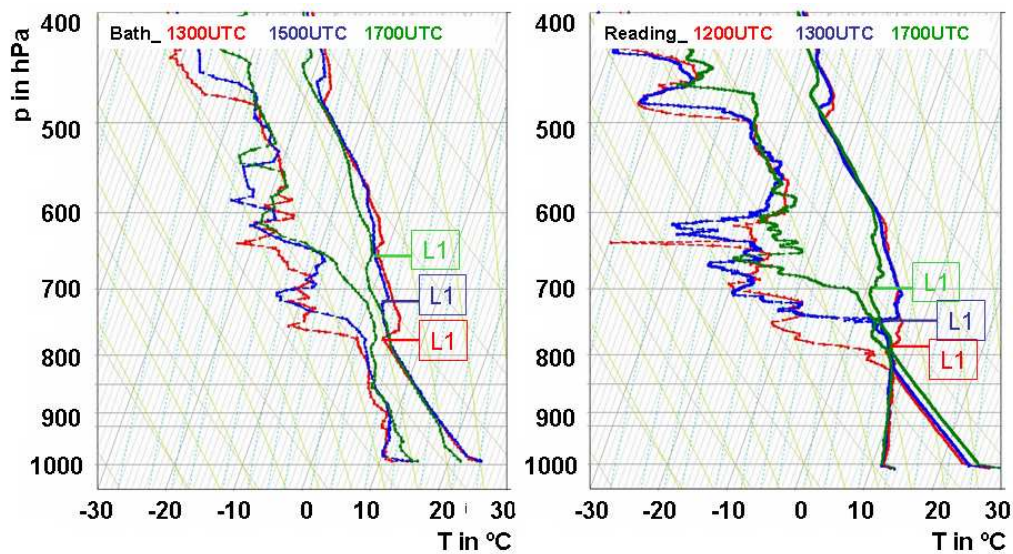 400
Bath_ 1300UTC 1500UTC 1700UTC
p in hPa
500
600
L1
700
L1
L1
800
900
1000
-30 -20 -10 0 10 20 30
T in ºC
400
Reading_ 1200UTC 1300UTC 1700UTC
500
600
700
L1
L1
L1
800
900
1000
-30 -20 -10 0 10 20 30
T in ºC